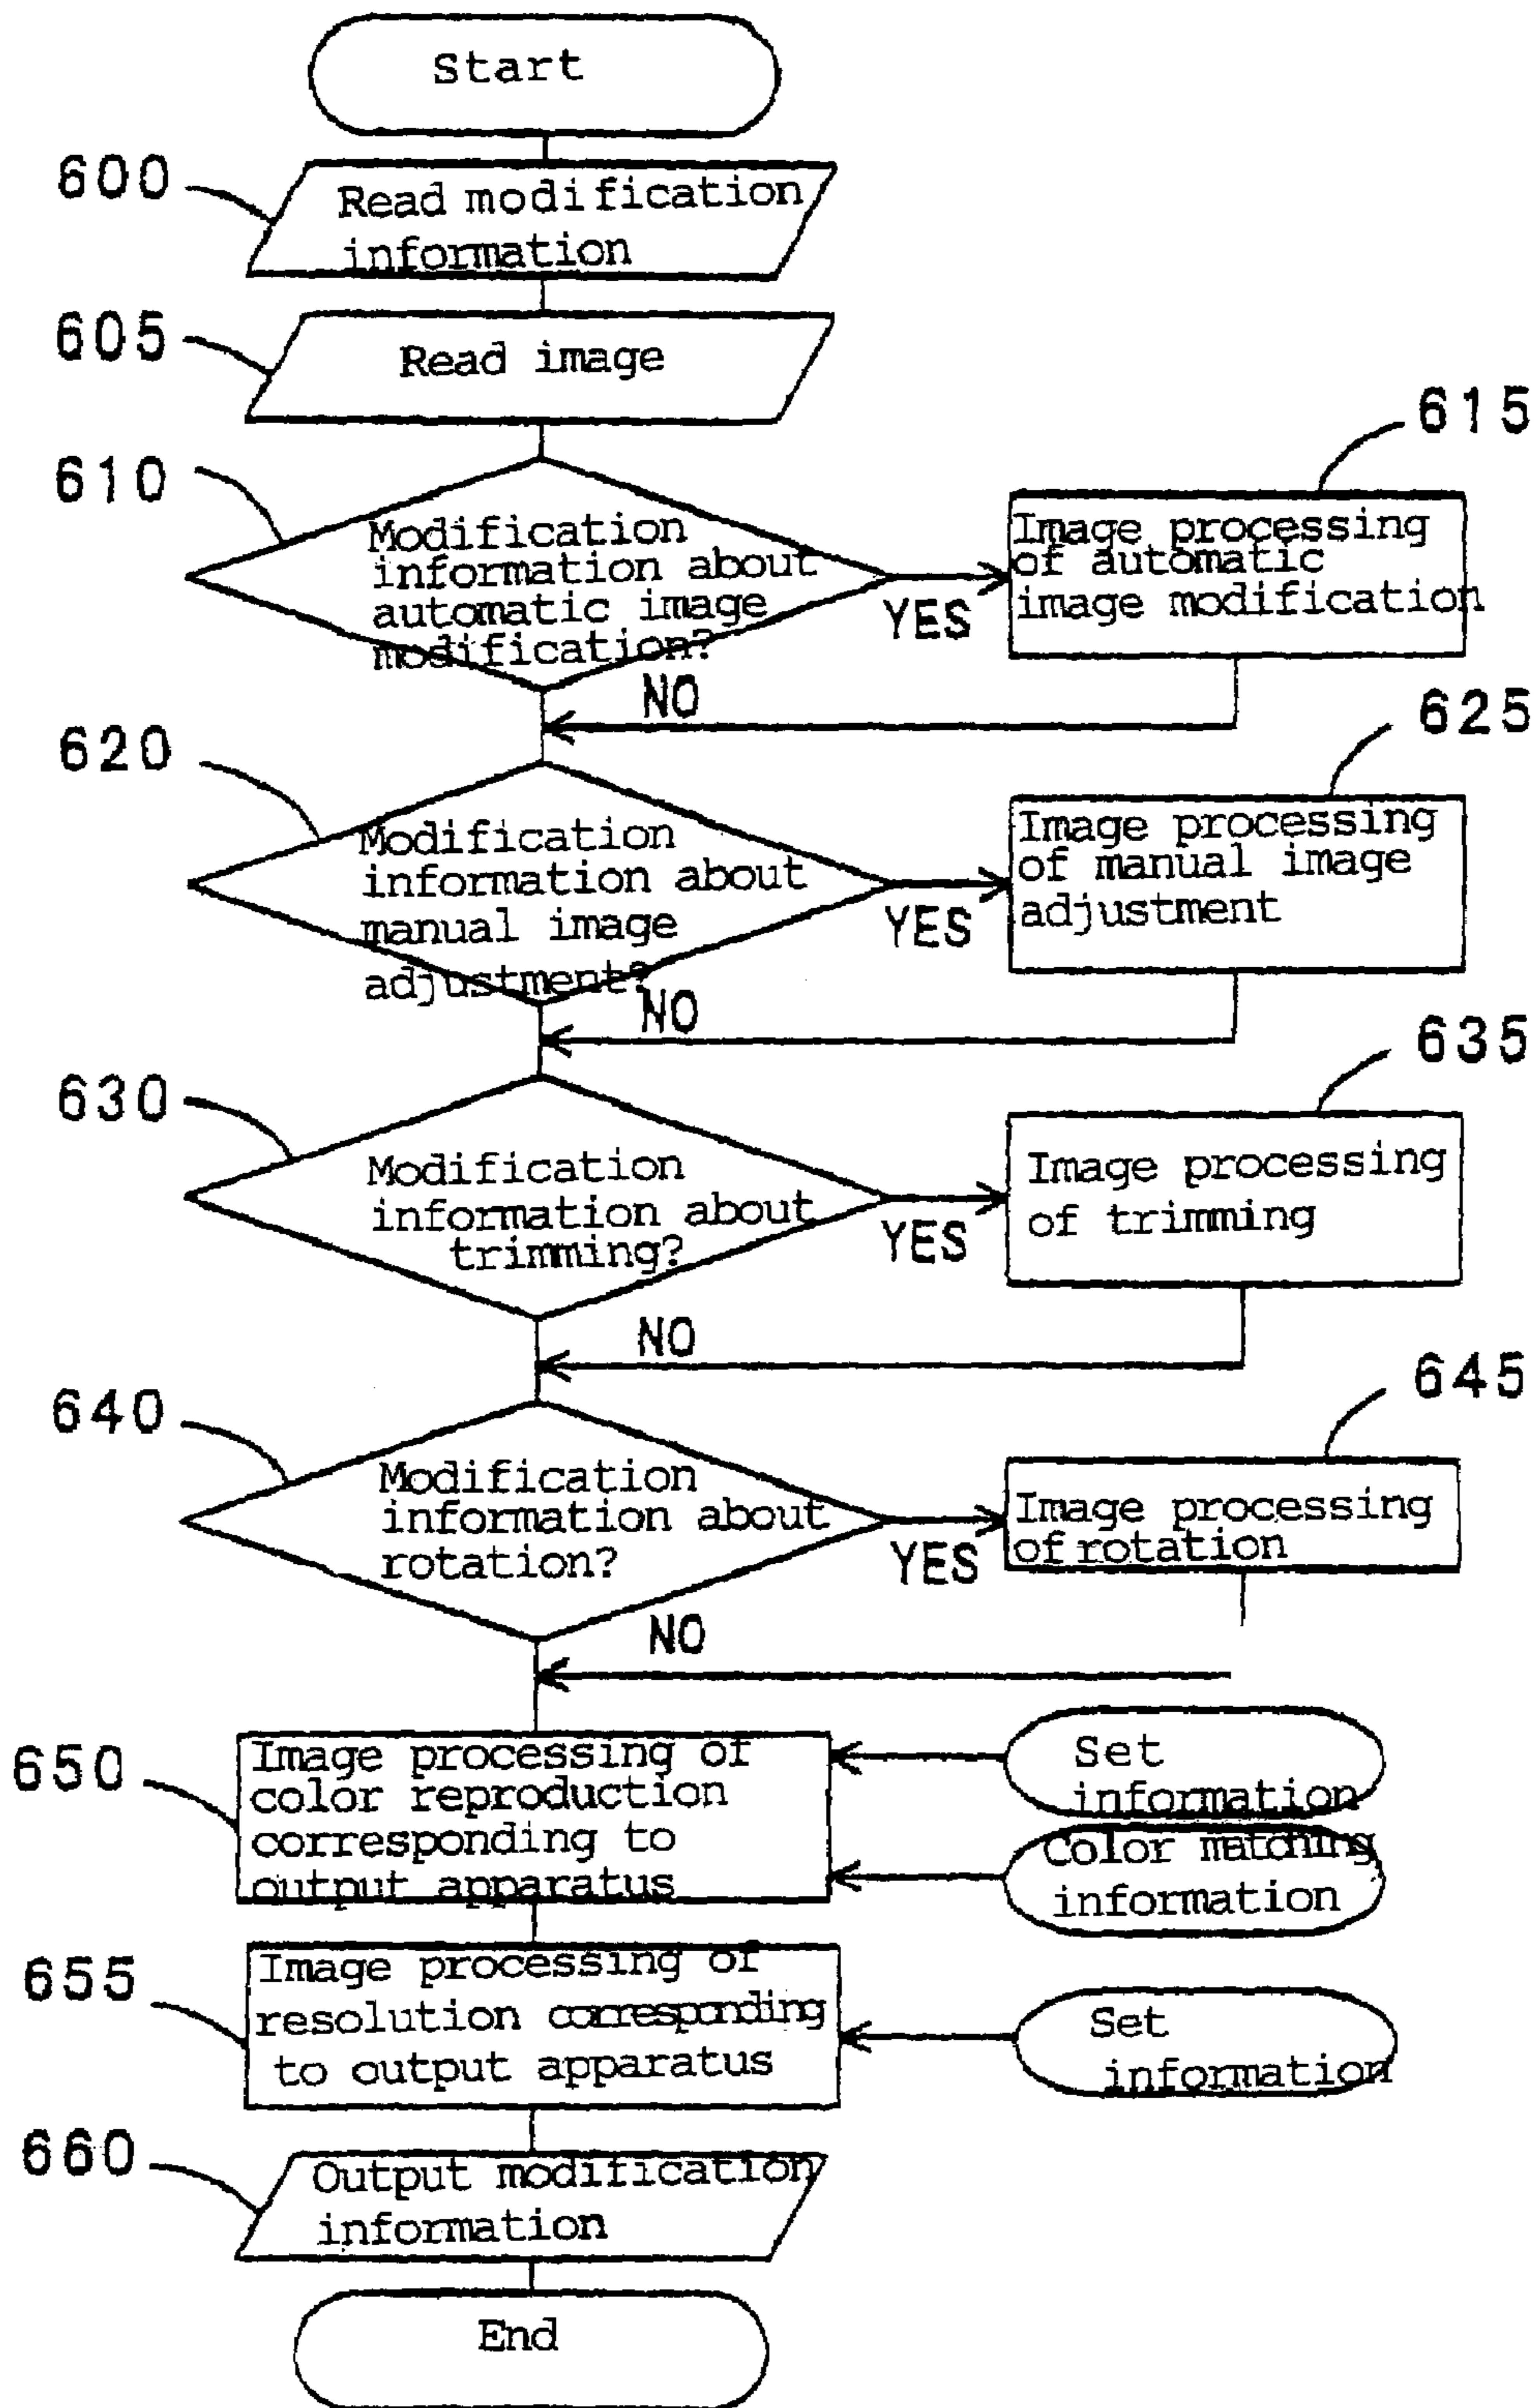 Start
600
Read modification
information
605
Read image
610
Modification
information about
automatic image
modification?
YES
615
Image processing
of automatic
image modification
NO
620
Modification
information about
manual image
adjustment?
YES
625
Image processing
of manual image
adjustment
NO
630
Modification
information about
trimming?
YES
635
Image processing
of trimming
NO
640
Modification
information about
rotation?
YES
645
Image processing
of rotation
NO
650
Image processing of
color reproduction
corresponding to
output apparatus
Set
information
Color matching
information
655
Image processing of
resolution corresponding
to output apparatus
Set
information
660
Output modification
information
End